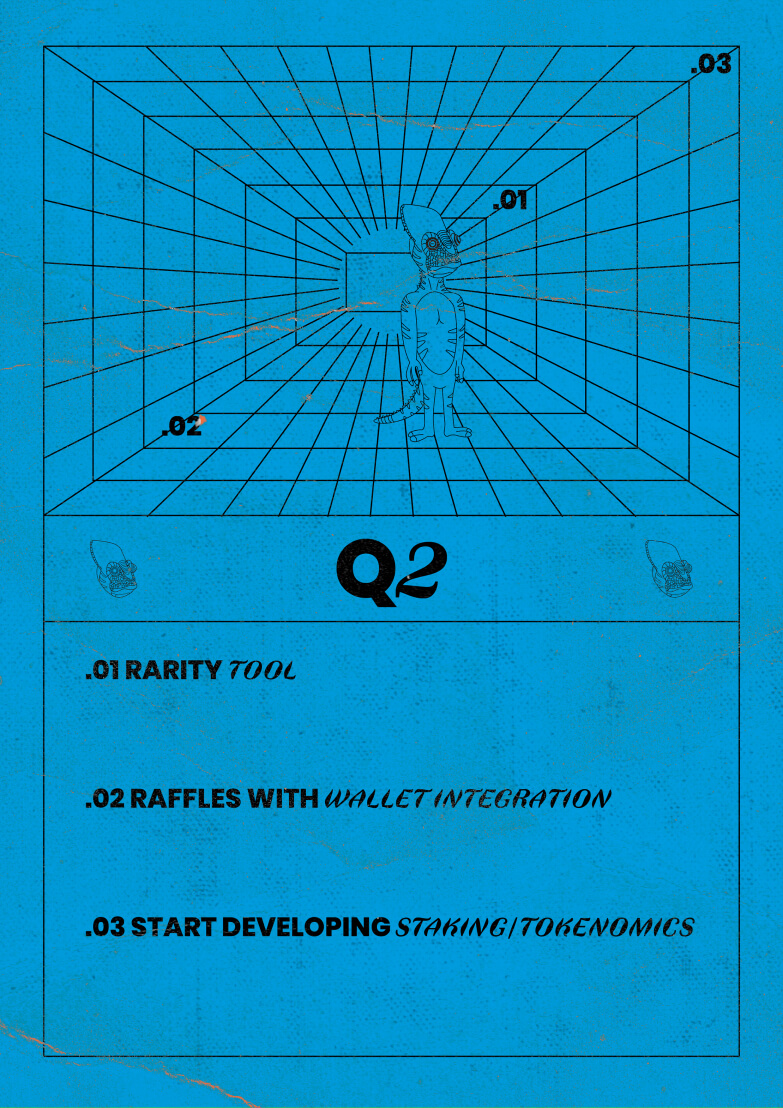 .03
.01
.02
Q2
.01 RARITY TOOL
.02 RAFFLES WITH WALLET INTEGRATION
.03 START DEVELOPING STAKING/TOKENOMICS